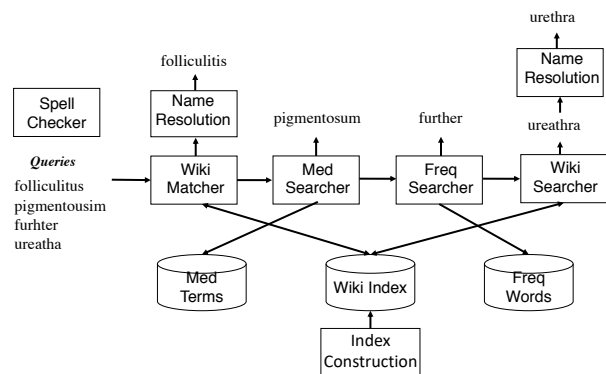 urethra
folliculitis
Name
Resolution
Spell
Checker
Name
Resolution
pigmentosum
further
ureathra
Queries
folliculitus
pigmentousim
furhter
ureatha
Wiki
Matcher
Med
Searcher
Freq
Searcher
Wiki
Searcher
Med
Terms
Wiki Index
Freq
Words
Index
Construction